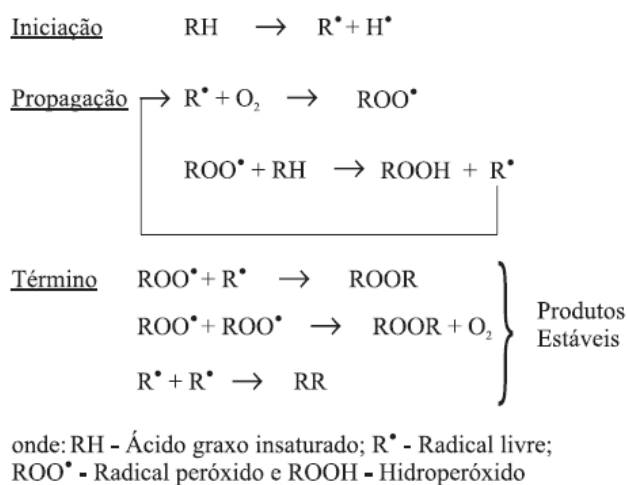 Iniciação RH → R• + H•
Propagação → R• + O₂ → ROO•
ROO• + RH → ROOH + R•
Término ROO• + R• → ROOR
ROO• + ROO• → ROOR + O₂
R• + R• → RR
Produtos
Estáveis
onde: RH - Ácido graxo insaturado; R• - Radical livre;
ROO• - Radical peróxido e ROOH - Hidroperóxido